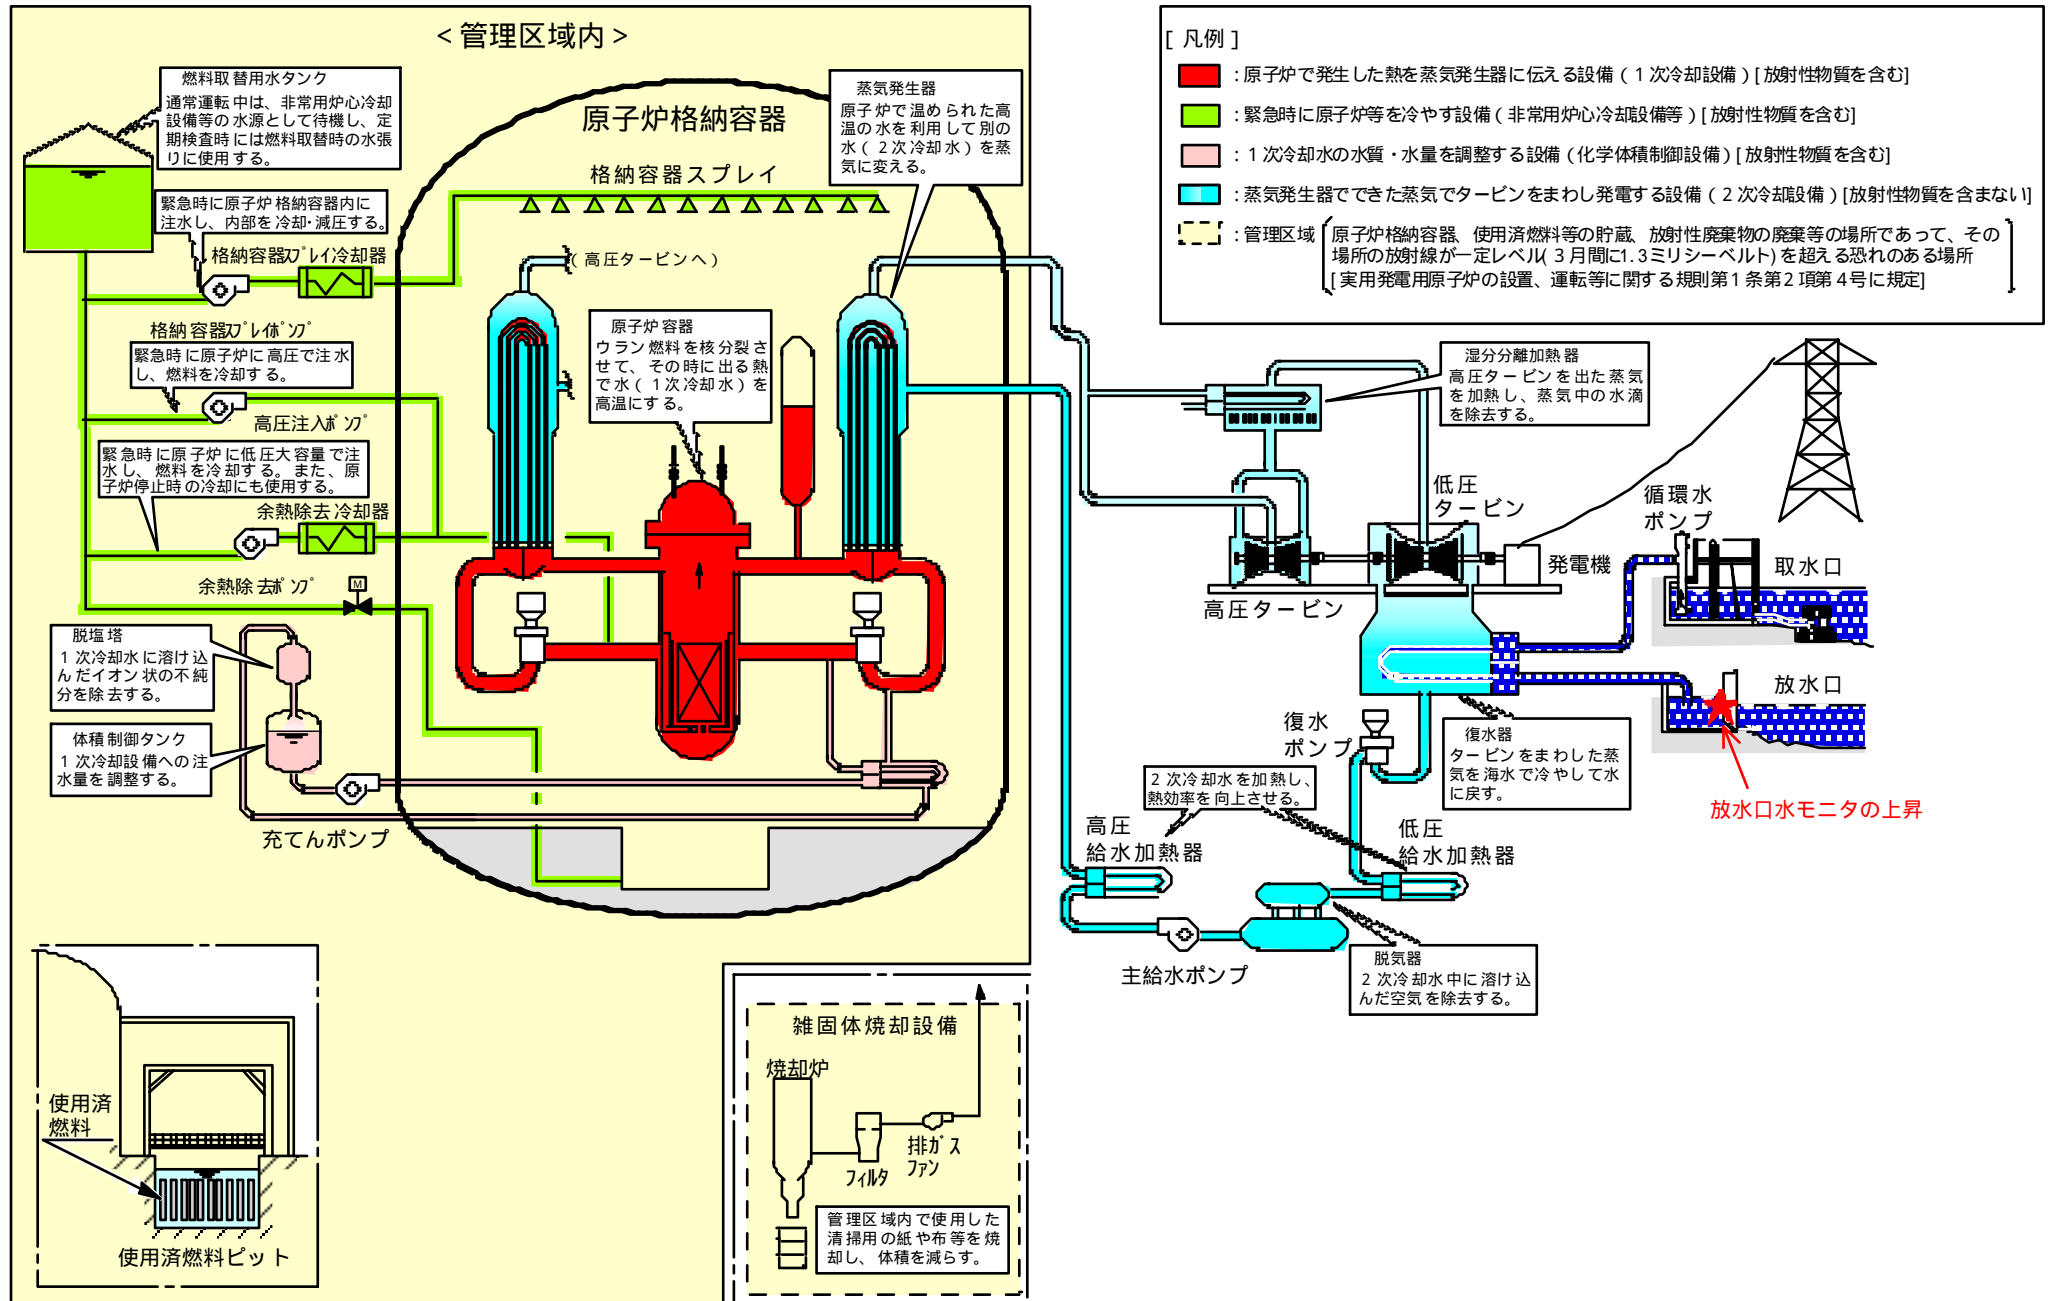 ＜管理区域内＞
燃料取替用水タンク
通常運転中は、非常用炉心冷却
設備等の水源として待機し、定
期検査時には燃料取替時の水張
りに使用する。
緊急時に原子炉格納容器内に
注水し、内部を冷却･減圧する。
格納容器ｽﾌﾟﾚｲ冷却器
格納容器ｽﾌﾟﾚｲﾎﾟﾝﾌﾟ
緊急時に原子炉に高圧で注水
し、燃料を冷却する。
高圧注入ﾎﾟﾝﾌﾟ
緊急時に原子炉に低圧大容量で注
水し、燃料を冷却する。また、原
子炉停止時の冷却にも使用する。
余熱除去冷却器
余熱除去ﾎﾟﾝﾌﾟ
M
脱塩塔
１次冷却水に溶け込
んだイオン状の不純
分を除去する。
体積制御タンク
１次冷却設備への注
水量を調整する。
充てんポンプ
原子炉格納容器
格納容器スプレイ
（高圧タービンへ）
原子炉容器
ウラン燃料を核分裂さ
せて、その時に出る熱
で水（１次冷却水）を
高温にする。
蒸気発生器
原子炉で温められた高
温の水を利用して別の
水（２次冷却水）を蒸
気に変える。
[ 凡例 ]
：原子炉で発生した熱を蒸気発生器に伝える設備（１次冷却設備）[放射性物質を含む]
：緊急時に原子炉等を冷やす設備（非常用炉心冷却設備等）[放射性物質を含む]
：１次冷却水の水質・水量を調整する設備（化学体積制御設備）[放射性物質を含む]
：蒸気発生器でできた蒸気でタービンをまわし発電する設備（２次冷却設備）[放射性物質を含まない]
：管理区域
原子炉格納容器、使用済燃料等の貯蔵、放射性廃棄物の廃棄等の場所であって、その
場所の放射線が一定レベル(３月間に1.3ミリシーベルト)を超える恐れのある場所
[実用発電用原子炉の設置、運転等に関する規則第１条第２項第４号に規定]
湿分分離加熱器
高圧タービンを出た蒸気
を加熱し、蒸気中の水滴
を除去する。
低圧
タービン
高圧タービン
発電機
循環水
ポンプ
取水口
放水口
放水口水モニタの上昇
復水
ポンプ
復水器
タービンをまわした蒸
気を海水で冷やして水
に戻す。
２次冷却水を加熱し、
熱効率を向上させる。
高圧
給水加熱器
低圧
給水加熱器
主給水ポンプ
脱気器
２次冷却水中に溶け込
んだ空気を除去する。
使用済
燃料
使用済燃料ピット
雑固体焼却設備
焼却炉
フィルタ
排ｶﾞｽ
ﾌｧﾝ
管理区域内で使用した
清掃用の紙や布等を焼
却し、体積を減らす。